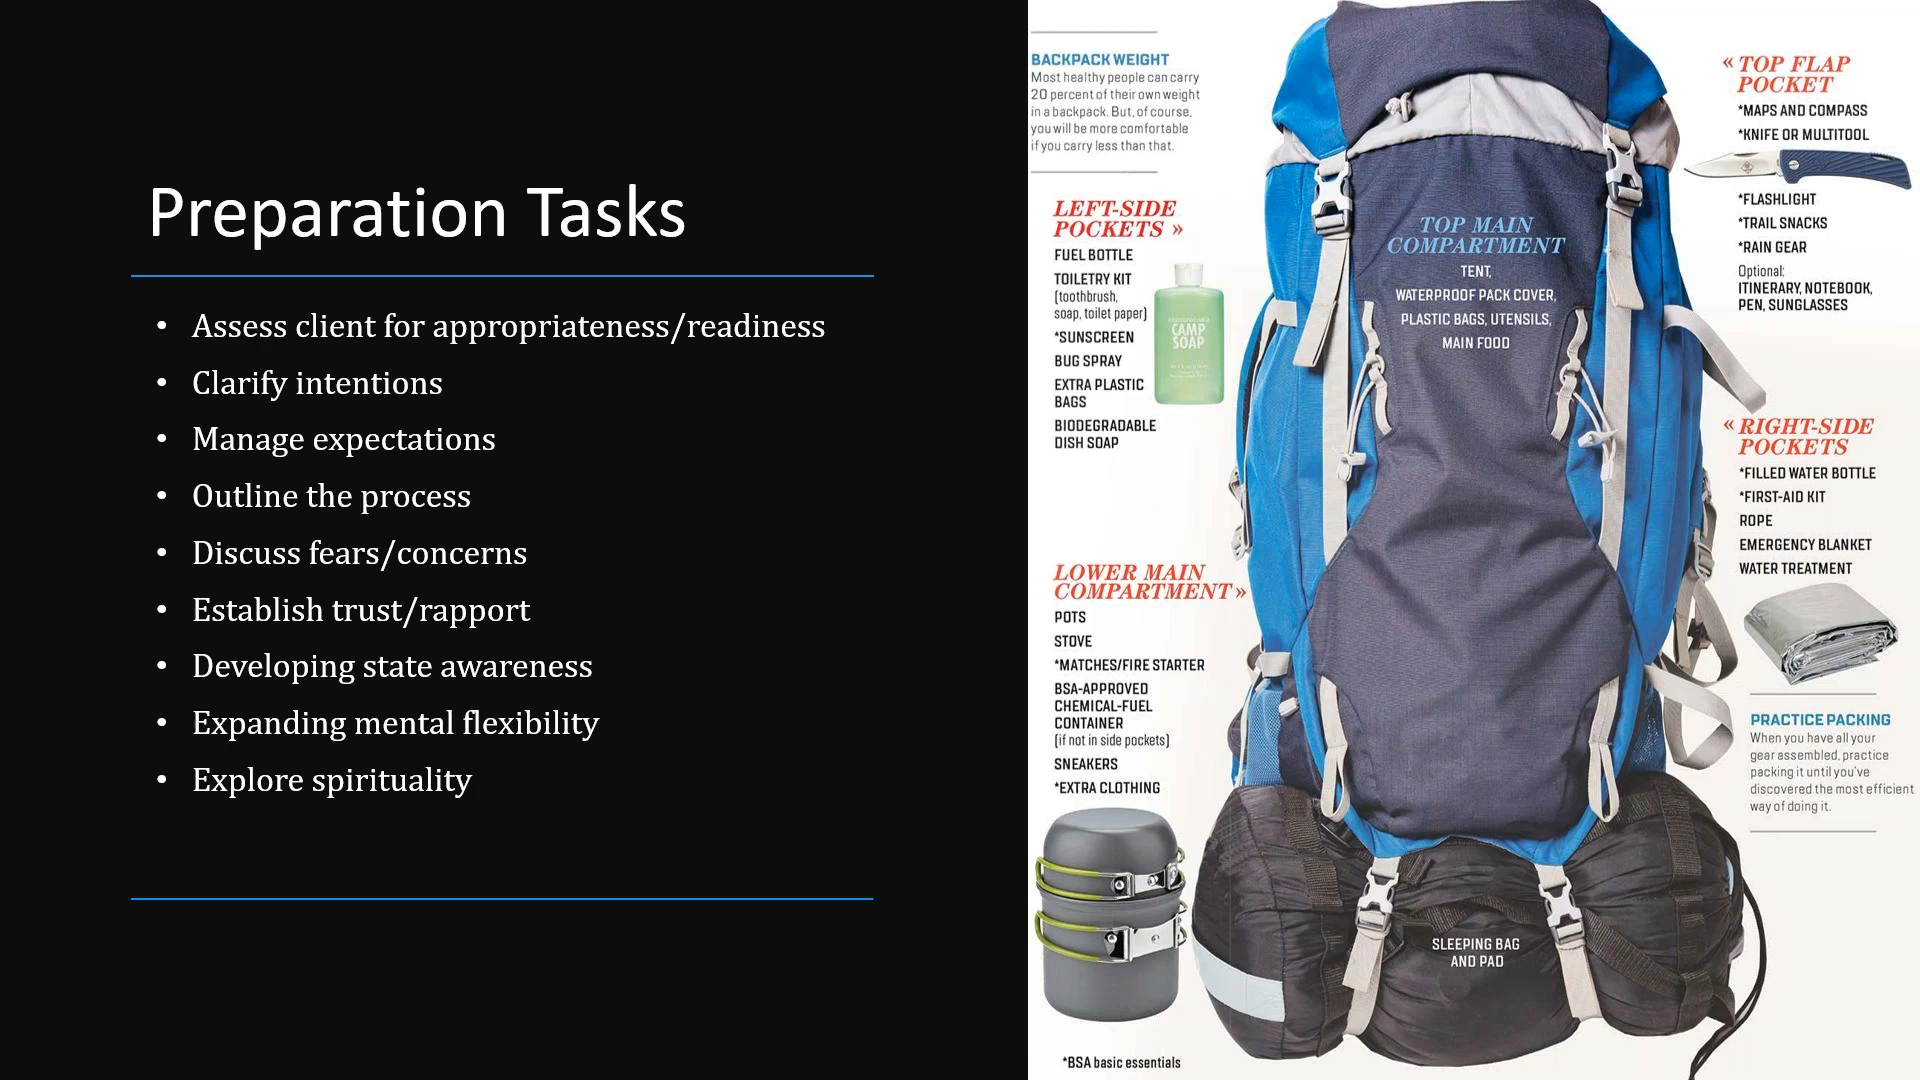 Preparation Tasks
• Assess client for appropriateness/readiness
• Clarify intentions
• Manage expectations
• Outline the process
• Discuss fears/concerns
• Establish trust/rapport
• Developing state awareness
• Expanding mental flexibility
• Explore spirituality
BACKPACK WEIGHT
Most healthy people can carry
20 percent of their own weight
in a backpack. But, of course,
you will be more comfortable
if you carry less than that.
LEFT-SIDE
POCKETS »
FUEL BOTTLE
TOILETRY KIT
(toothbrush,
soap, toilet paper)
*SUNSCREEN
BUG SPRAY
EXTRA PLASTIC
BAGS
BIODEGRADABLE
DISH SOAP
CAMP
SOAP
LOWER MAIN
COMPARTMENT »
POTS
STOVE
*MATCHES/FIRE STARTER
BSA-APPROVED
CHEMICAL-FUEL
CONTAINER
(if not in side pockets)
SNEAKERS
*EXTRA CLOTHING
*BSA basic essentials
TOP MAIN
COMPARTMENT
TENT,
WATERPROOF PACK COVER,
PLASTIC BAGS, UTENSILS,
MAIN FOOD
SLEEPING BAG
AND PAD
« TOP FLAP
POCKET
*MAPS AND COMPASS
*KNIFE OR MULTITOOL
*FLASHLIGHT
*TRAIL SNACKS
*RAIN GEAR
Optional:
ITINERARY, NOTEBOOK,
PEN, SUNGLASSES
« RIGHT-SIDE
POCKETS
*FILLED WATER BOTTLE
*FIRST-AID KIT
ROPE
EMERGENCY BLANKET
WATER TREATMENT
PRACTICE PACKING
When you have all your
gear assembled, practice
packing it until you've
discovered the most efficient
way of doing it.